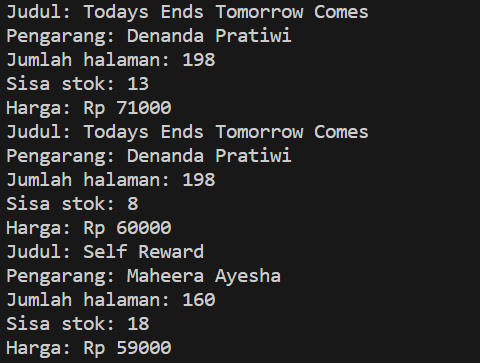 Judul: Todays Ends Tomorrow Comes
Pengarang: Denanda Pratiwi
Jumlah halaman: 198
Sisa stok: 13
Harga: Rp 71000
Judul: Todays Ends Tomorrow Comes
Pengarang: Denanda Pratiwi
Jumlah halaman: 198
Sisa stok: 8
Harga: Rp 60000
Judul: Self Reward
Pengarang: Maheera Ayesha
Jumlah halaman: 160
Sisa stok: 18
Harga: Rp 59000